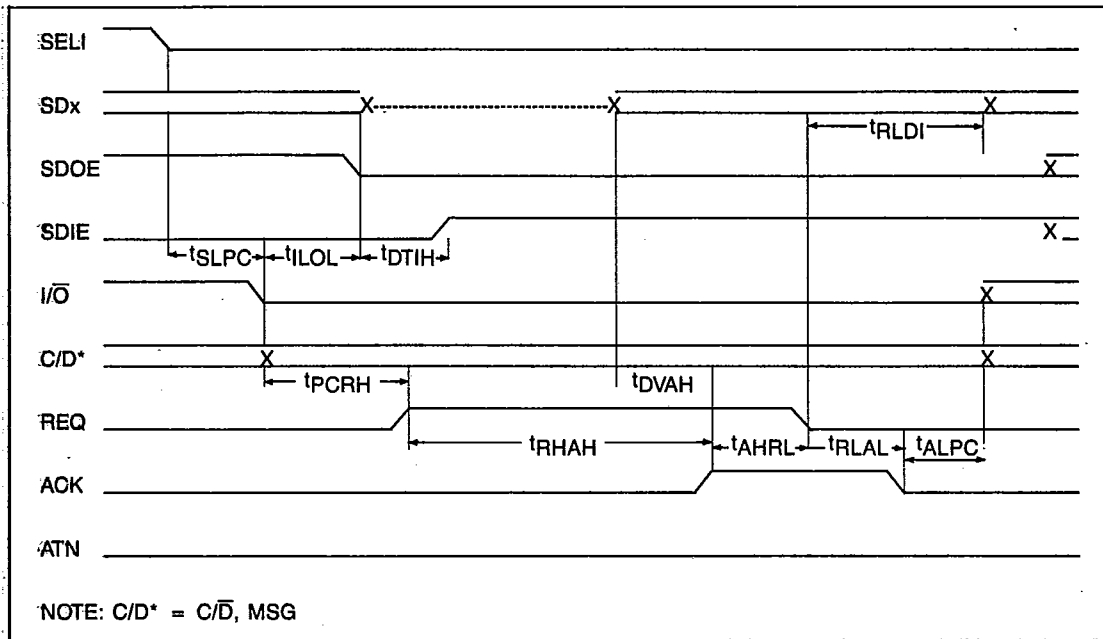 SELI
SDx
tRLDI
SDOE
SDIE
tSLPC tILOL tDTIH
I/O̅
C/D*
tPCRH tDVAH
REQ
tRHAH tAHRL tRLAL tALPC
ACK
ATN
NOTE: C/D* = C/D̅, MSG